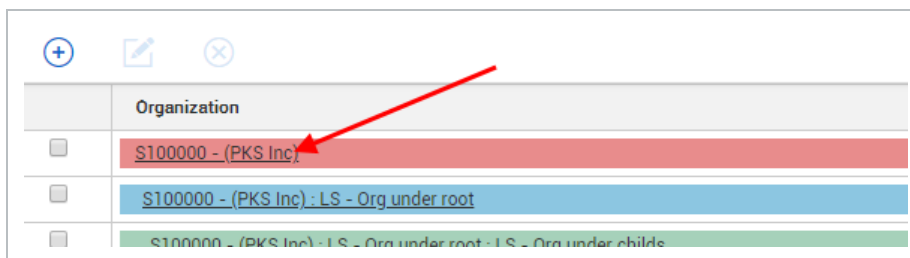 Organization
S100000 - (PKS Inc)
S100000 - (PKS Inc) : LS - Org under root
S100000 - (PKS Inc) : LS - Org under root : LS - Org under childs